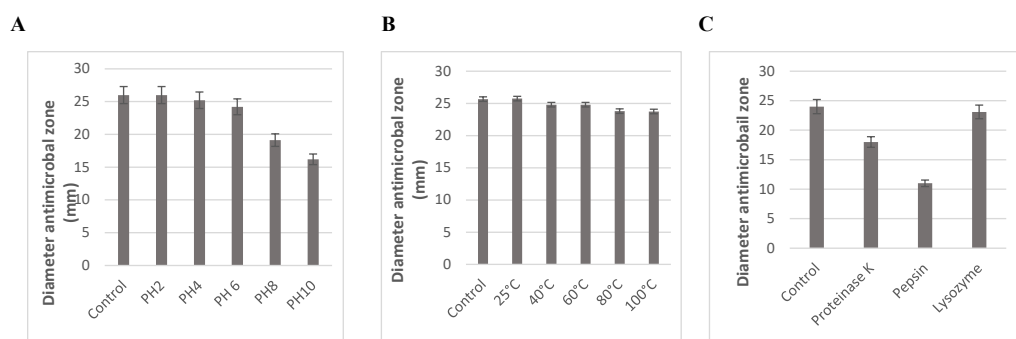 A
Diameter antimicrobal zone
(mm)
30
25
20
15
10
5
0
Control
PH2
PH4
PH 6
PH8
PH10
B
Diameter antimicrobal zone
(mm)
30
25
20
15
10
5
0
Control
25°C
40°C
60°C
80°C
100°C
C
Diameter antimicrobail zone
30
25
20
15
10
5
0
Control
Proteinase K
Pepsin
Lysozyme